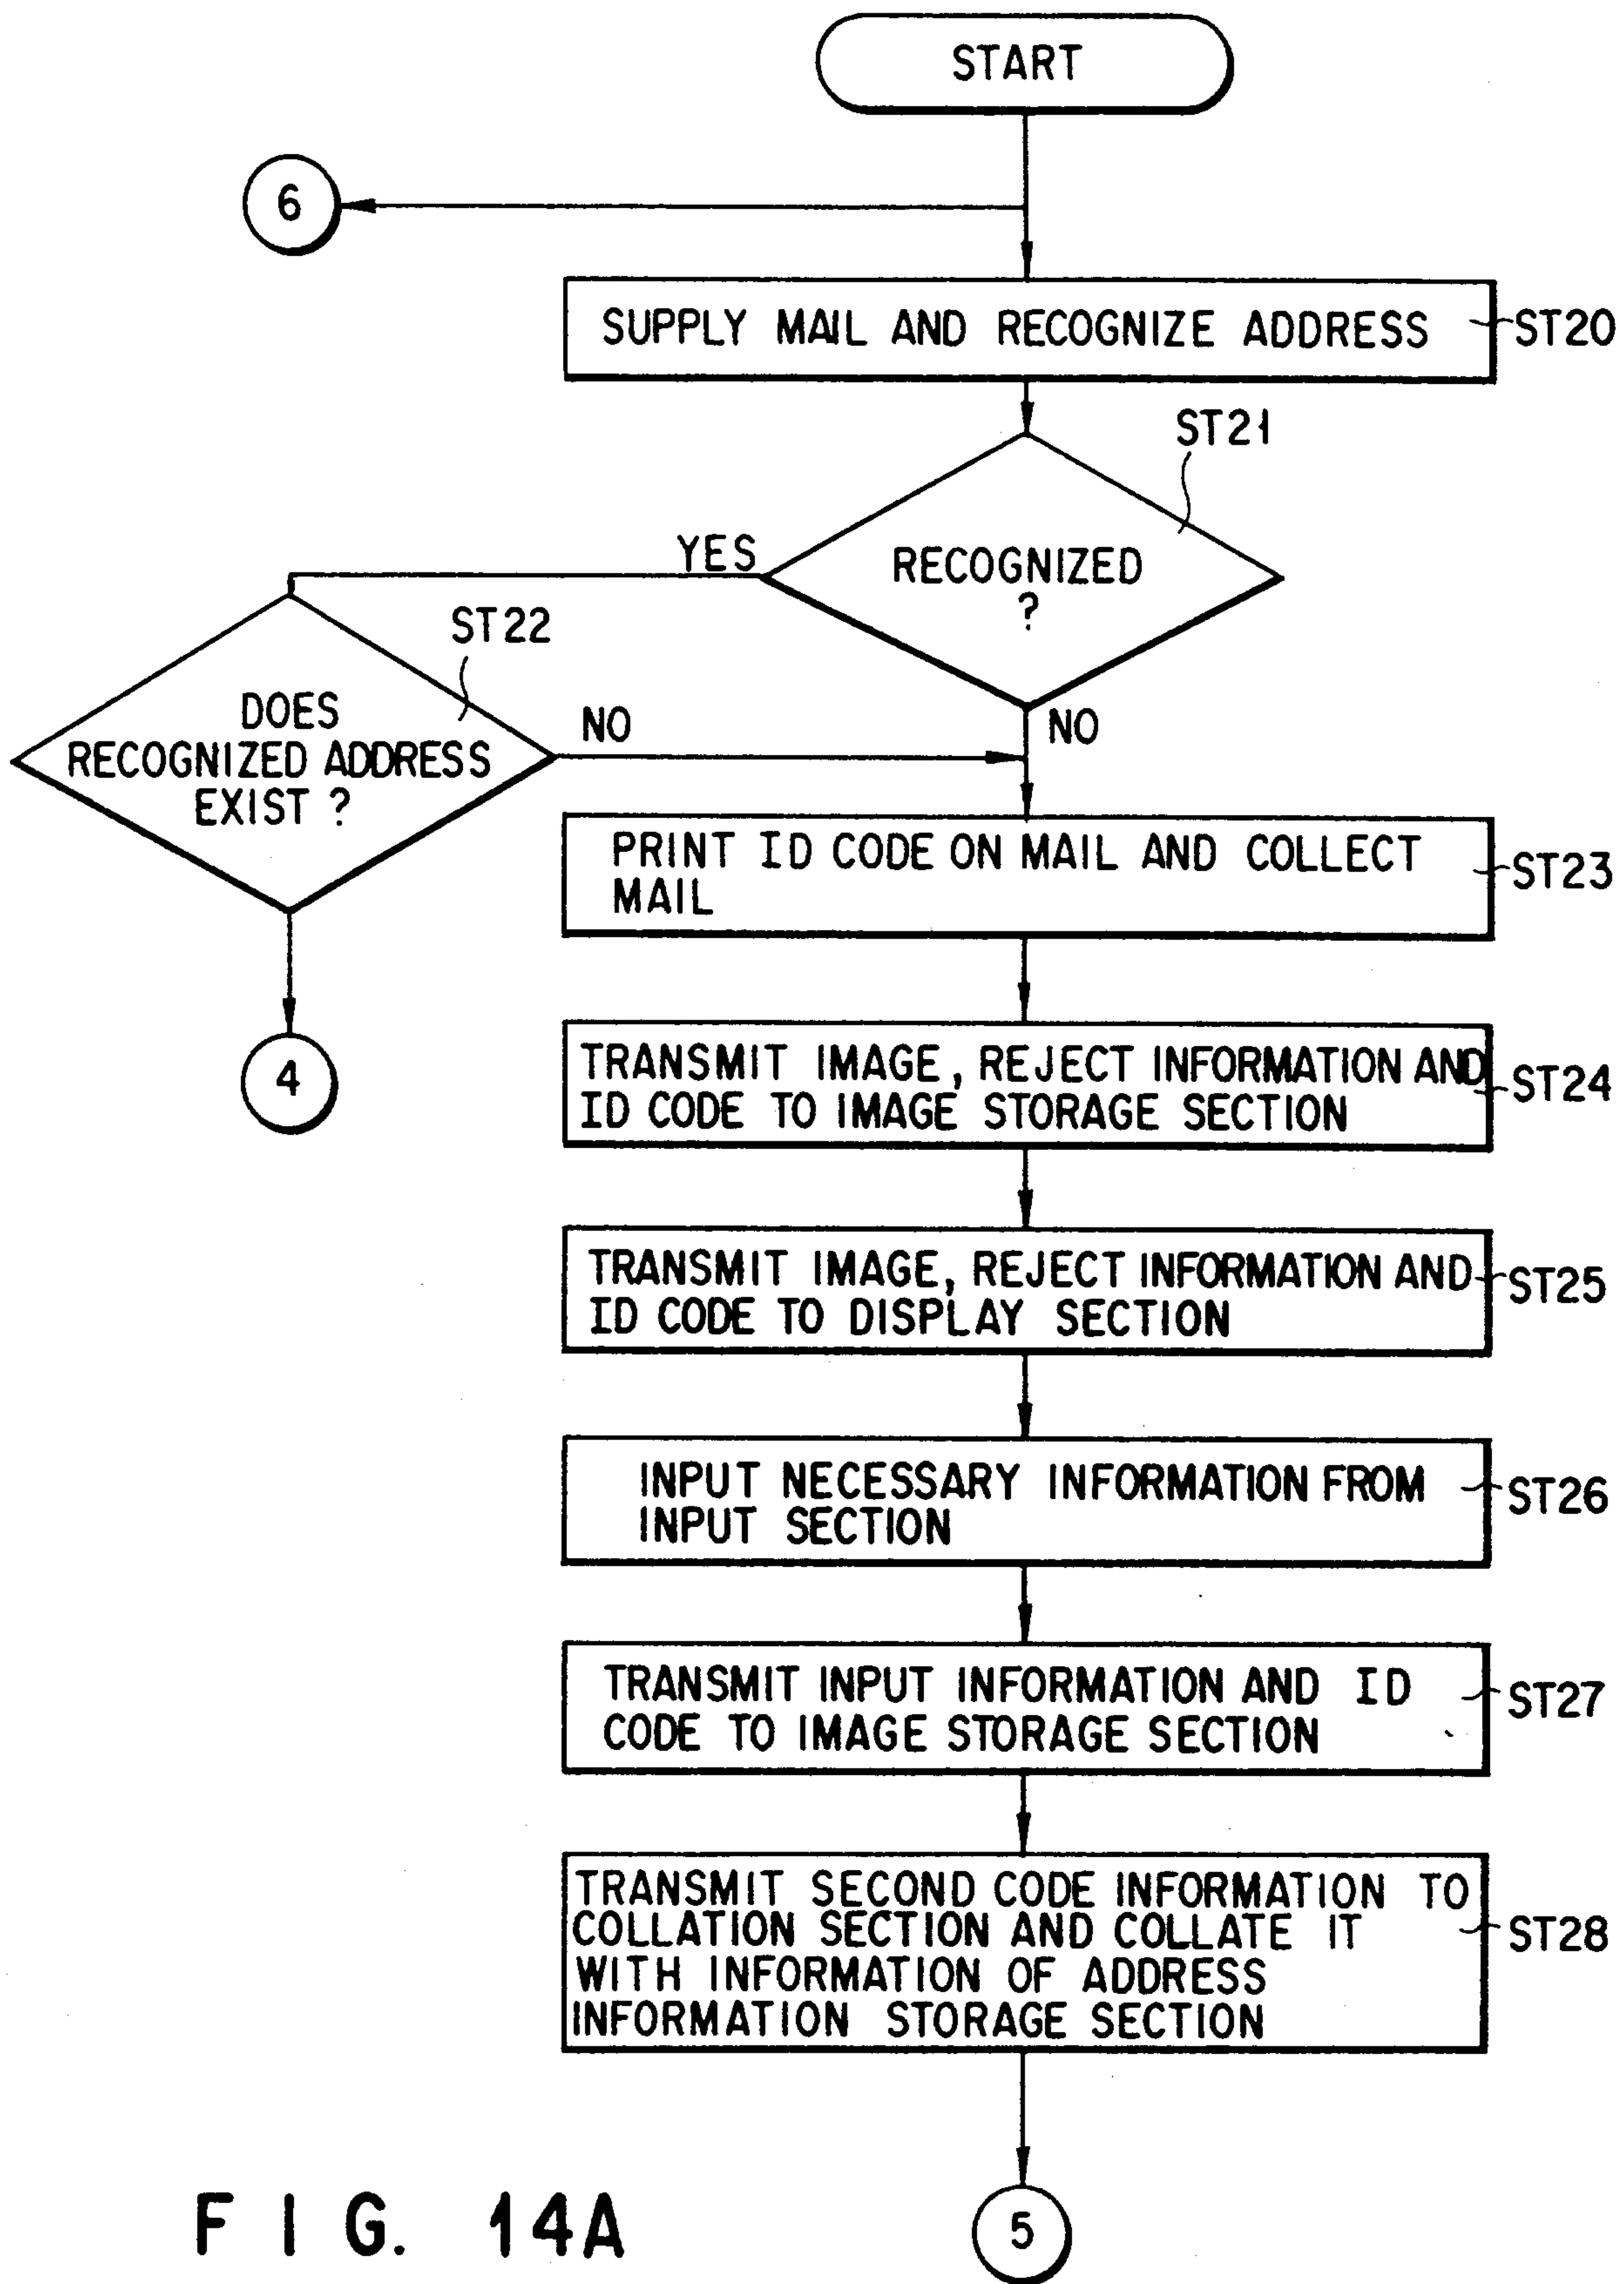 START
6
SUPPLY MAIL AND RECOGNIZE ADDRESS
ST20
ST21
YES
RECOGNIZED
?
ST22
DOES
RECOGNIZED ADDRESS
EXIST ?
NO
NO
PRINT ID CODE ON MAIL AND COLLECT
MAIL
ST23
4
TRANSMIT IMAGE, REJECT INFORMATION AND
ID CODE TO IMAGE STORAGE SECTION
ST24
TRANSMIT IMAGE, REJECT INFORMATION AND
ID CODE TO DISPLAY SECTION
ST25
INPUT NECESSARY INFORMATION FROM
INPUT SECTION
ST26
TRANSMIT INPUT INFORMATION AND ID
CODE TO IMAGE STORAGE SECTION
ST27
TRANSMIT SECOND CODE INFORMATION TO
COLLATION SECTION AND COLLATE IT
WITH INFORMATION OF ADDRESS
INFORMATION STORAGE SECTION
ST28
5
FIG. 14A